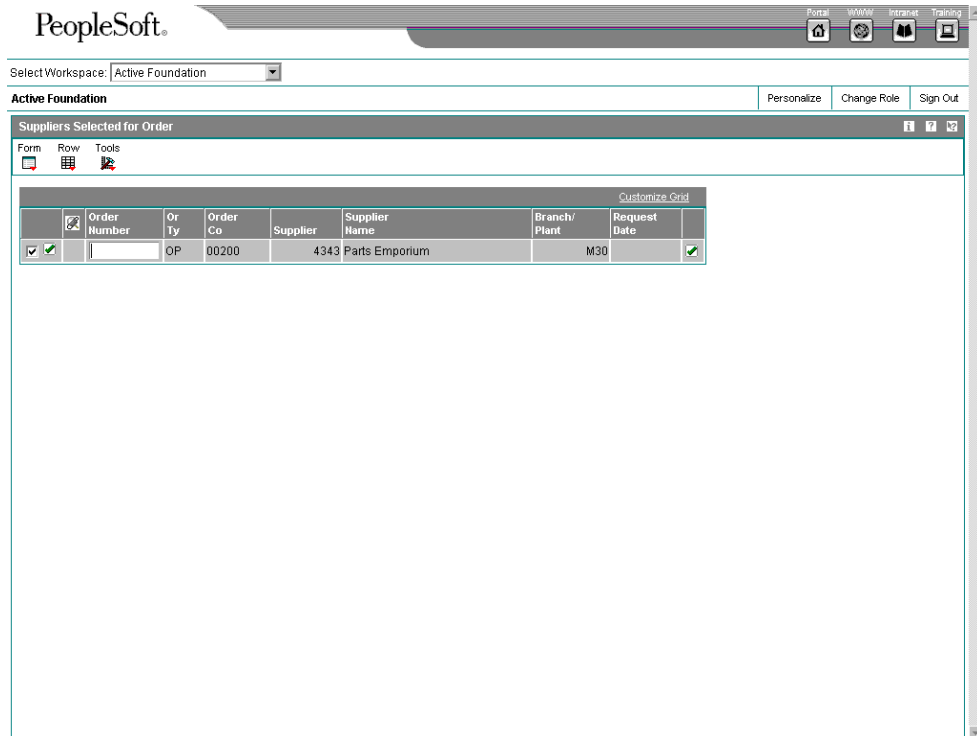 Portal WWW Intranet Training
PeopleSoft®
Select Workspace: Active Foundation
Active Foundation Personalize Change Role Sign Out
Suppliers Selected for Order i ? ?
Form Row Tools
Customize Grid
Order Or Order Supplier Branch/ Request
Number Ty Co Supplier Name Plant Date
OP 00200 4343 Parts Emporium M30